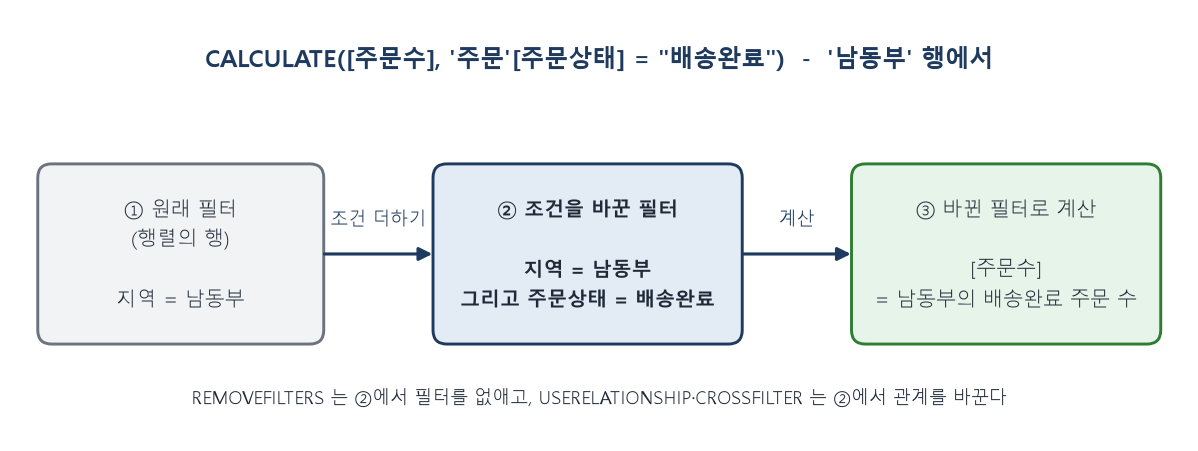 CALCULATE([주문수], '주문'[주문상태] = "배송완료") - '남동부' 행에서
① 원래 필터
(행렬의 행)
지역 = 남동부
조건 더하기
② 조건을 바꾼 필터
지역 = 남동부
그리고 주문상태 = 배송완료
계산
③ 바뀐 필터로 계산
[주문수]
= 남동부의 배송완료 주문 수
REMOVEFILTERS 는 ②에서 필터를 없애고, USERELATIONSHIP·CROSSFILTER 는 ②에서 관계를 바꾼다